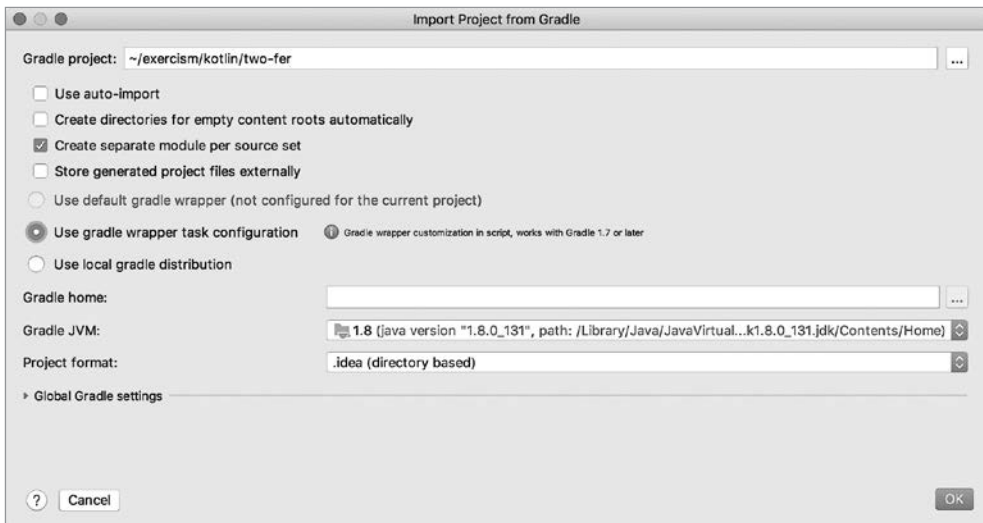 Import Project from Gradle
Gradle project: ~/exercism/kotlin/two-fer ...
Use auto-import
Create directories for empty content roots automatically
Create separate module per source set
Store generated project files externally
Use default gradle wrapper (not configured for the current project)
Use gradle wrapper task configuration Gradle wrapper customization in script, works with Gradle 1.7 or later
Use local gradle distribution
Gradle home: ...
Gradle JVM: 1.8 (java version "1.8.0_131", path: /Library/Java/JavaVirtual...k1.8.0_131.jdk/Contents/Home)
Project format: .idea (directory based)
Global Gradle settings
? Cancel OK